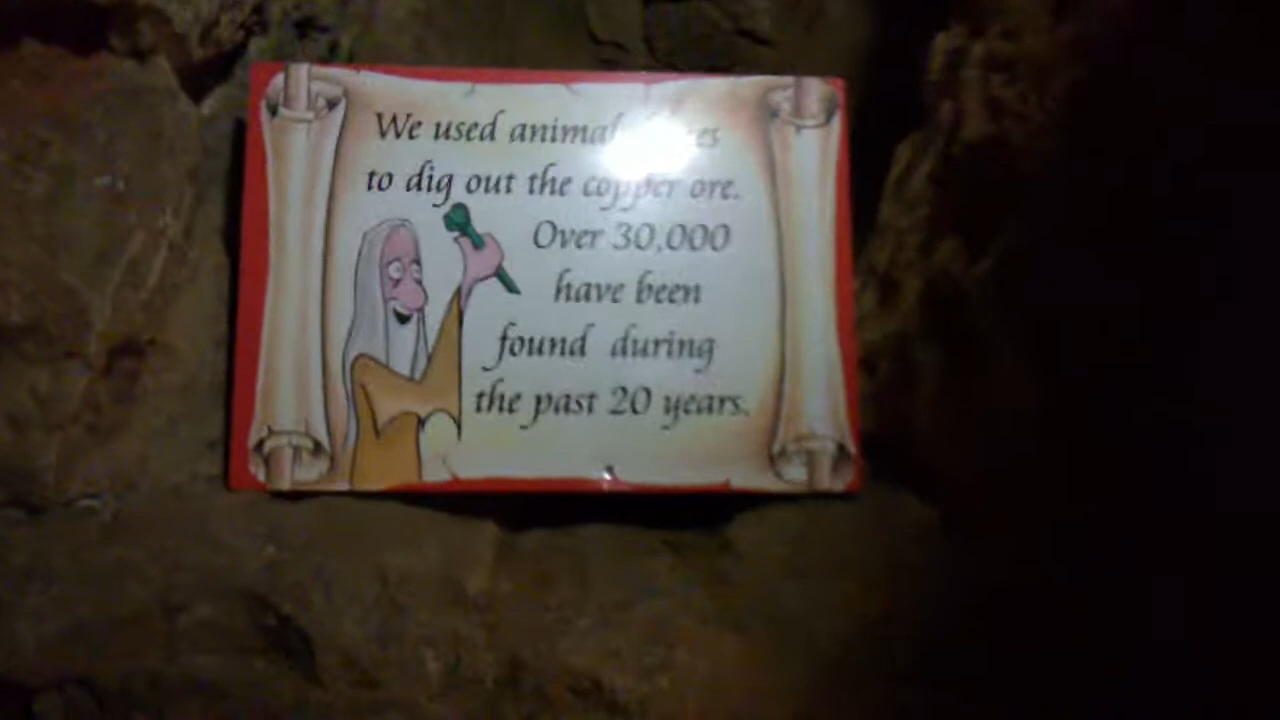 We used animal
to dig out the copper ore.
Over 30,000
have been
found during
the past 20 years.